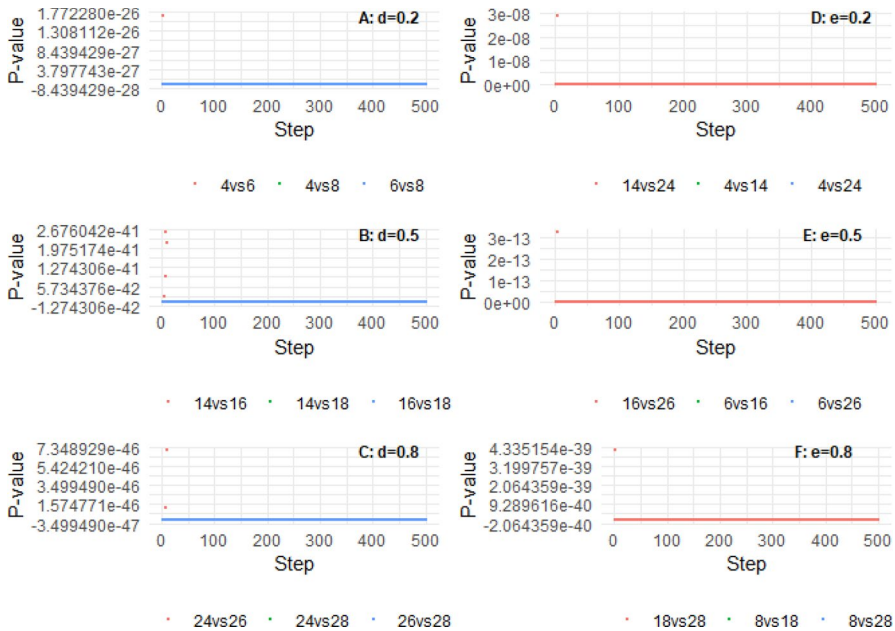 A: d=0.2
P-value
1.772280e-26
1.308112e-26
8.439429e-27
3.797743e-27
-8.439429e-28
0 100 200 300 400 500
Step
4vs6 4vs8 6vs8
D: e=0.2
P-value
3e-08
2e-08
1e-08
0e+00
0 100 200 300 400 500
Step
14vs24 4vs14 4vs24
B: d=0.5
P-value
2.676042e-41
1.975174e-41
1.274306e-41
5.734376e-42
-1.274306e-42
0 100 200 300 400 500
Step
14vs16 14vs18 16vs18
E: e=0.5
P-value
3e-13
2e-13
1e-13
0e+00
0 100 200 300 400 500
Step
16vs26 6vs16 6vs26
C: d=0.8
P-value
7.348929e-46
5.424210e-46
3.499490e-46
1.574771e-46
-3.499490e-47
0 100 200 300 400 500
Step
24vs26 24vs28 26vs28
F: e=0.8
P-value
4.335154e-39
3.199757e-39
2.064359e-39
9.289616e-40
-2.064359e-40
0 100 200 300 400 500
Step
18vs28 8vs18 8vs28